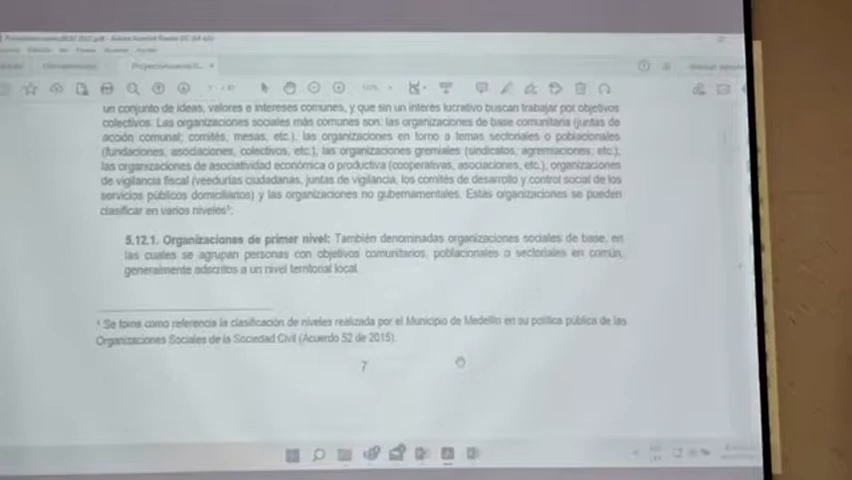 un conjunto de ideas, valores e intereses comunes, y que sin un interés lucrativo buscan trabajar por objetivos
colectivos. Las organizaciones sociales más comunes son: las organizaciones de base comunitaria (juntas de
acción comunal, comités, mesas, etc.), las organizaciones en torno a temas sectoriales o poblacionales
(fundaciones, asociaciones, colectivos, etc.), las organizaciones gremiales (sindicatos, agremiaciones, etc.),
las organizaciones de asociatividad económica o productiva (cooperativas, asociaciones, etc.), organizaciones
de vigilancia fiscal (veedurías ciudadanas, juntas de vigilancia, los comités de desarrollo y control social de los
servicios públicos domiciliarios) y las organizaciones no gubernamentales. Estas organizaciones se pueden
clasificar en varios niveles:
5.12.1. Organizaciones de primer nivel: También denominadas organizaciones sociales de base, en
las cuales se agrupan personas con objetivos comunitarios, poblacionales o sectoriales en común,
generalmente adscritos a un nivel territorial local.
Se toma como referencia la clasificación de niveles realizada por el Municipio de Medellín en su política pública de las
Organizaciones Sociales de la Sociedad Civil (Acuerdo 52 de 2015).
7